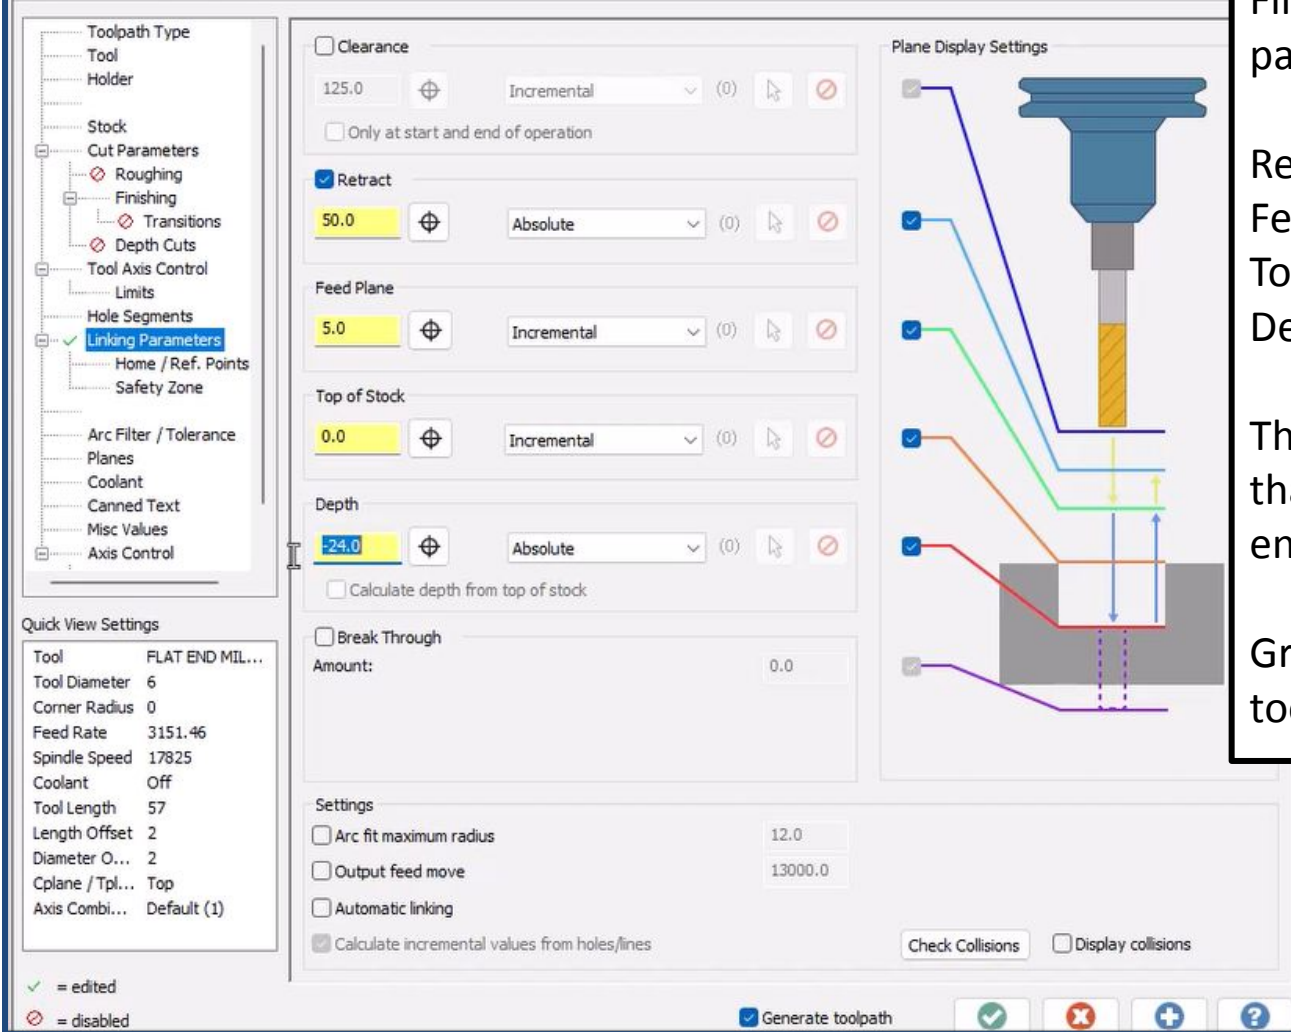 Toolpath Type
Tool
Holder
Stock
Cut Parameters
Roughing
Finishing
Transitions
Depth Cuts
Tool Axis Control
Limits
Hole Segments
Linking Parameters
Home / Ref. Points
Safety Zone
Arc Filter / Tolerance
Planes
Coolant
Canned Text
Misc Values
Axis Control
Quick View Settings
Tool FLAT END MIL...
Tool Diameter 6
Corner Radius 0
Feed Rate 3151.46
Spindle Speed 17825
Coolant Off
Tool Length 57
Length Offset 2
Diameter O... 2
Cplane / Tpl... Top
Axis Combi... Default (1)
= edited
= disabled
Clearance
125.0 Incremental (0)
Only at start and end of operation
Retract
50.0 Absolute (0)
Feed Plane
5.0 Incremental (0)
Top of Stock
0.0 Incremental (0)
Depth
-24.0 Absolute (0)
Calculate depth from top of stock
Break Through
Amount: 0.0
Settings
Arc fit maximum radius 12.0
Output feed move 13000.0
Automatic linking
Calculate incremental values from holes/lines
Check Collisions Display collisions
Generate toolpath
Plane Display Settings
pa
Re
Fe
To
De
Th
tha
en
Gr
too